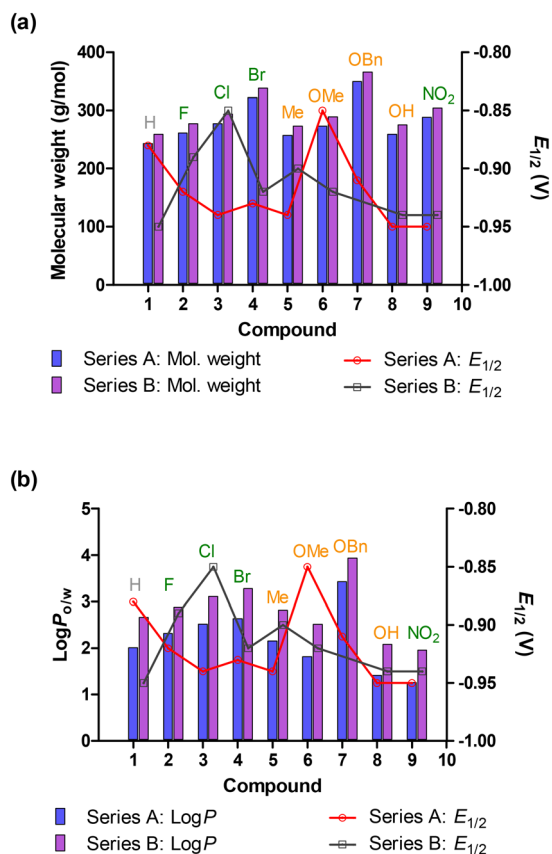 (a)
400
300
200
100
0
Molecular weight (g/mol)
H
F
Cl
Br
Me
OMe
OBn
OH
NO2
-0.80
-0.85
-0.90
-0.95
-1.00
E1/2 (V)
1 2 3 4 5 6 7 8 9 10
Compound
Series A: Mol. weight
Series A: E1/2
Series B: Mol. weight
Series B: E1/2
(b)
5
4
3
2
1
0
LogPo/w
H
F
Cl
Br
Me
OMe
OBn
OH
NO2
-0.80
-0.85
-0.90
-0.95
-1.00
E1/2 (V)
1 2 3 4 5 6 7 8 9 10
Compound
Series A: LogP
Series A: E1/2
Series B: LogP
Series B: E1/2